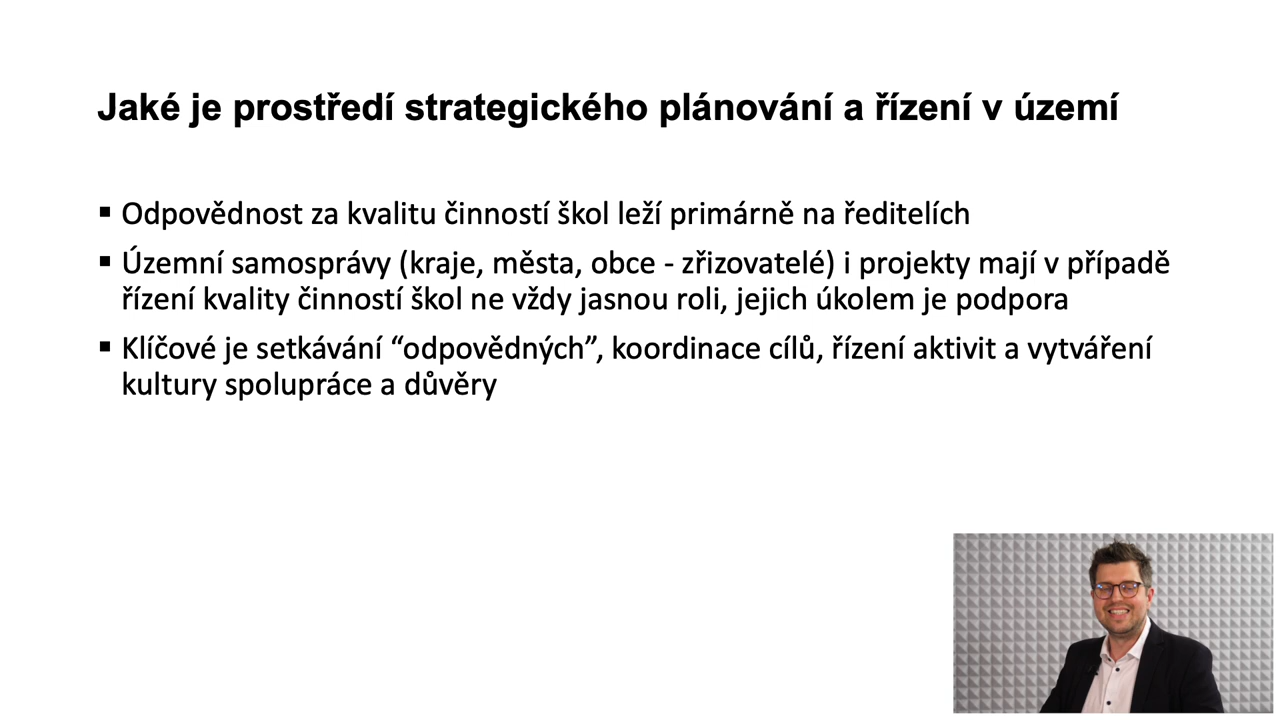 Jaké je prostředí strategického plánování a řízení v území
▪ Odpovědnost za kvalitu činností škol leží primárně na ředitelích
▪ Územní samosprávy (kraje, města, obce - zřizovatelé) i projekty mají v případě
řízení kvality činností škol ne vždy jasnou roli, jejich úkolem je podpora
▪ Klíčové je setkávání “odpovědných”, koordinace cílů, řízení aktivit a vytváření
kultury spolupráce a důvěry